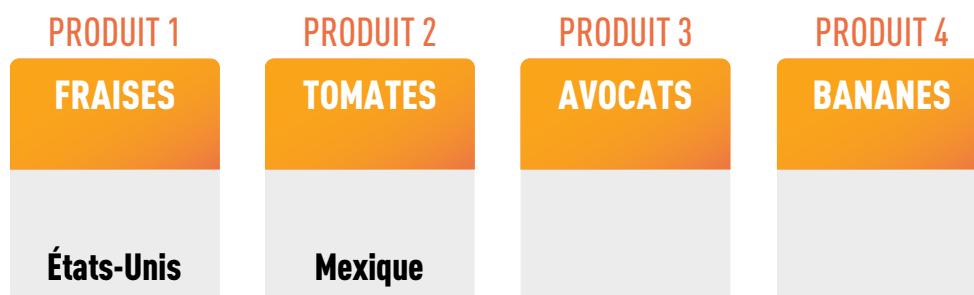 PRODUIT 1 PRODUIT 2 PRODUIT 3 PRODUIT 4
FRAISES TOMATES AVOCATS BANANES
États-Unis Mexique